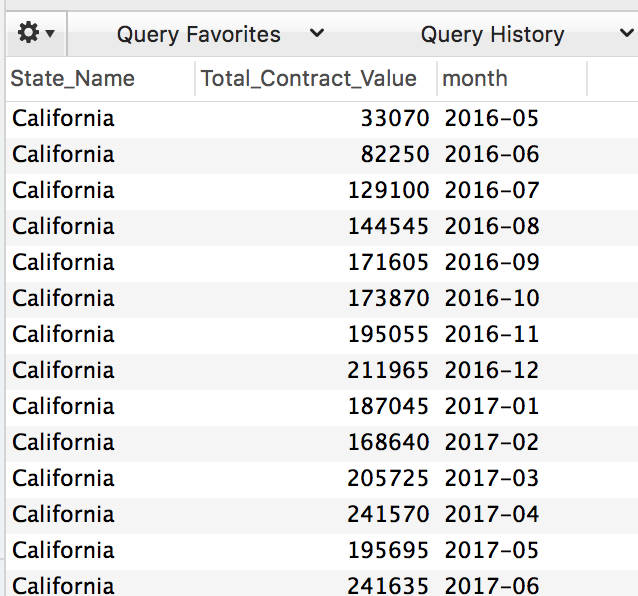 Query Favorites Query History
State_Name Total_Contract_Value month
California 33070 2016-05
California 82250 2016-06
California 129100 2016-07
California 144545 2016-08
California 171605 2016-09
California 173870 2016-10
California 195055 2016-11
California 211965 2016-12
California 187045 2017-01
California 168640 2017-02
California 205725 2017-03
California 241570 2017-04
California 195695 2017-05
California 241635 2017-06